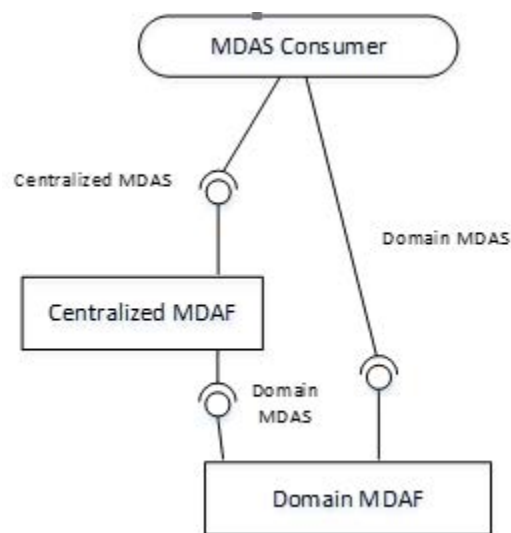 MDAS Consumer
Centralized MDAS
Domain MDAS
Centralized MDAF
Domain
MDAS
Domain MDAF